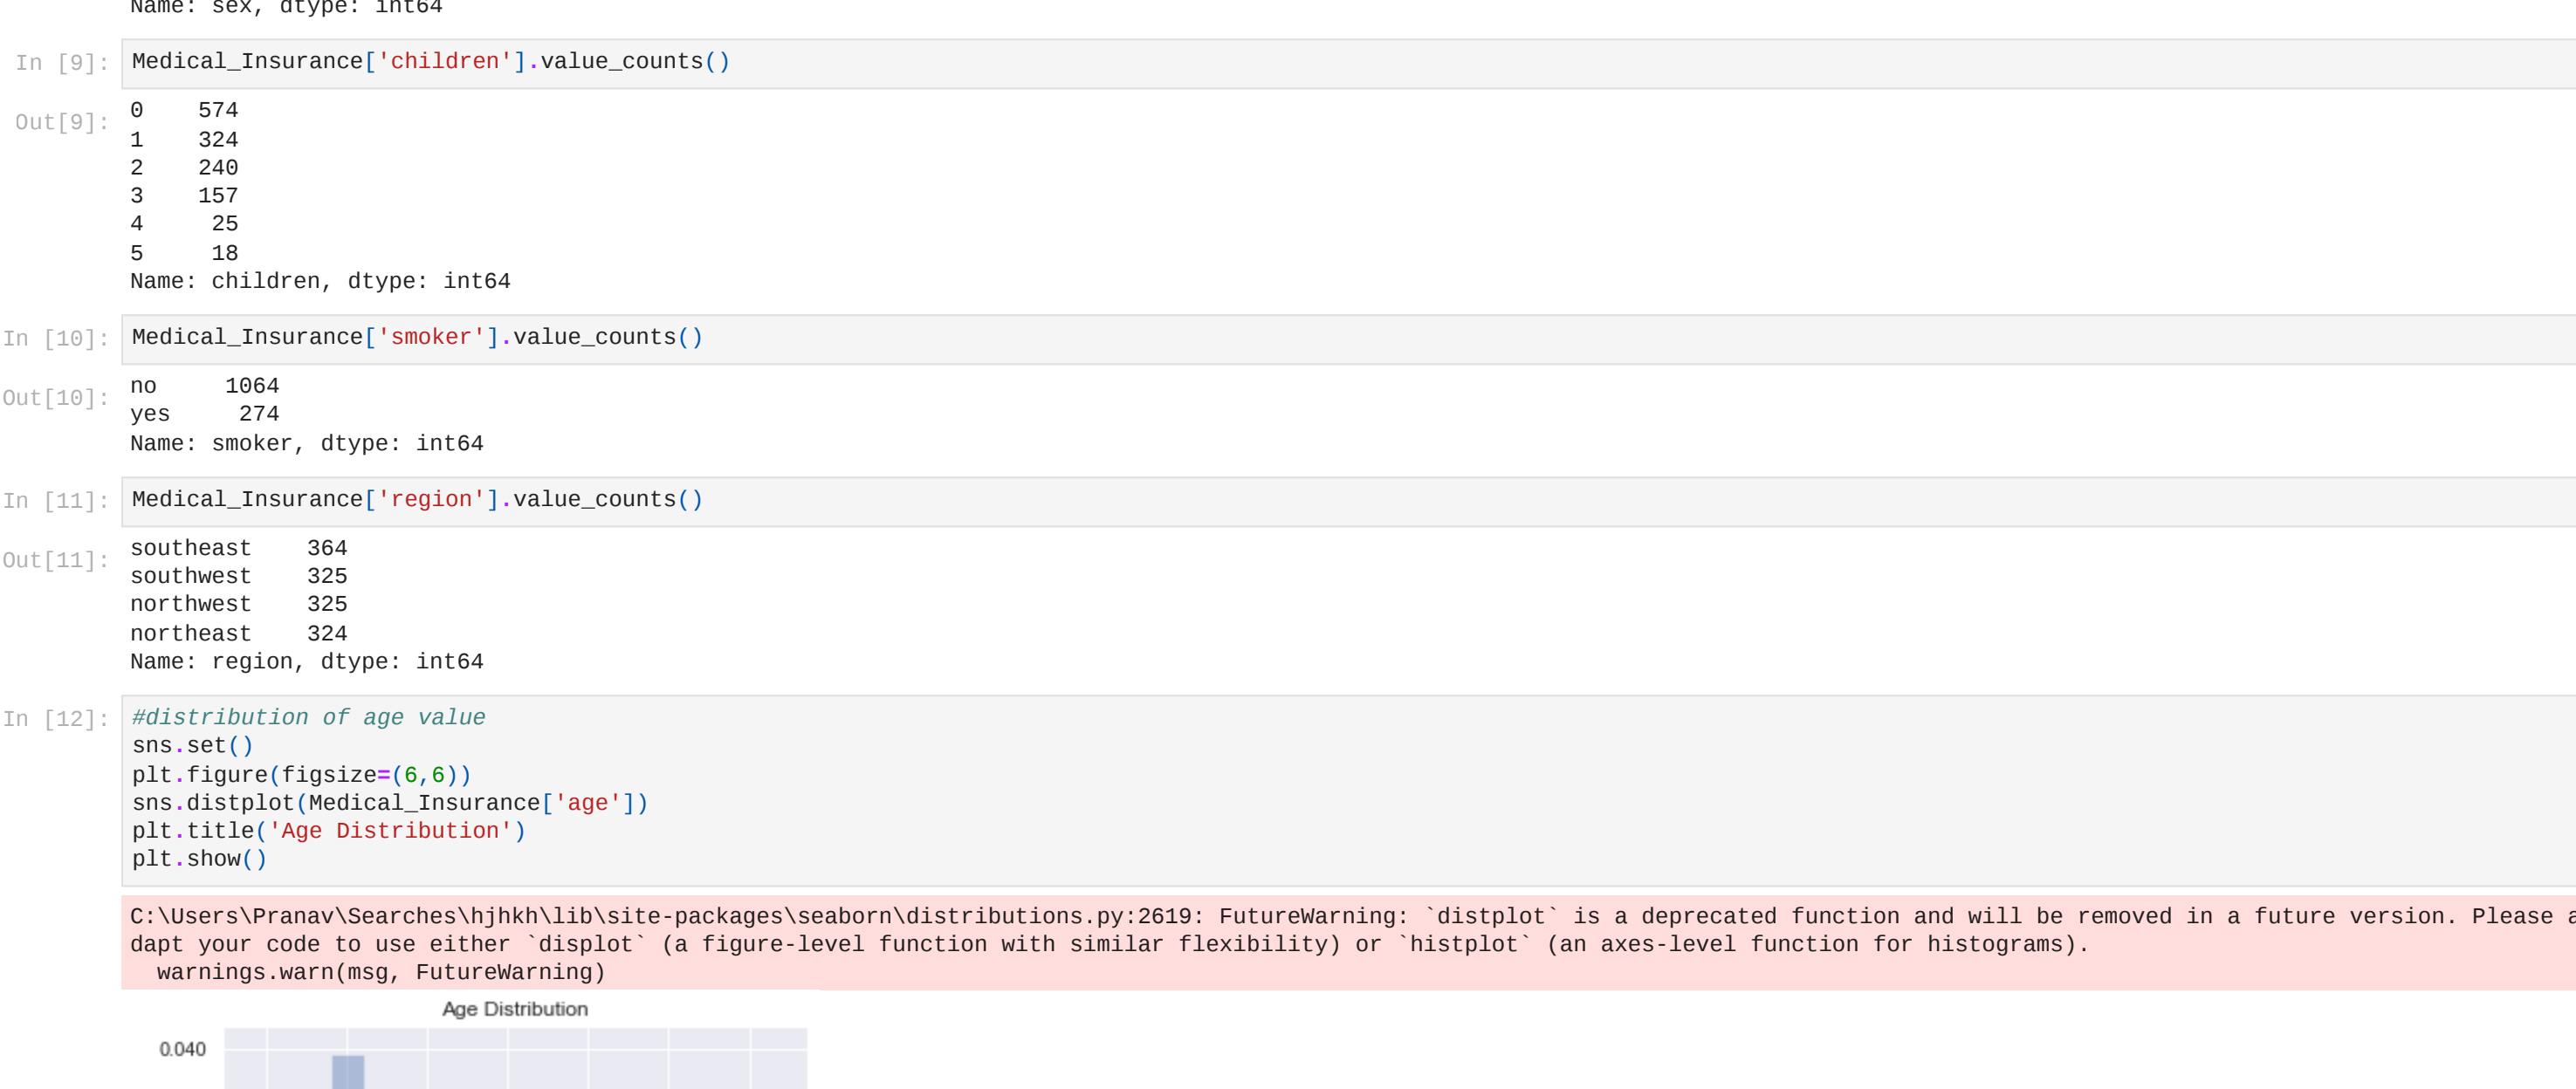 Name: sex, dtype: int64
In [9]: Medical_Insurance['children'].value_counts()
Out[9]:
0    574
1    324
2    240
3    157
4     25
5     18
Name: children, dtype: int64
In [10]: Medical_Insurance['smoker'].value_counts()
Out[10]:
no     1064
yes     274
Name: smoker, dtype: int64
In [11]: Medical_Insurance['region'].value_counts()
Out[11]:
southeast    364
southwest    325
northwest    325
northeast    324
Name: region, dtype: int64
In [12]: #distribution of age value
sns.set()
plt.figure(figsize=(6,6))
sns.distplot(Medical_Insurance['age'])
plt.title('Age Distribution')
plt.show()
C:\Users\Pranav\Searches\hjhkh\lib\site-packages\seaborn\distributions.py:2619: FutureWarning: `distplot` is a deprecated function and will be removed in a future version. Please a
dapt your code to use either `displot` (a figure-level function with similar flexibility) or `histplot` (an axes-level function for histograms).
  warnings.warn(msg, FutureWarning)
Age Distribution
0.040